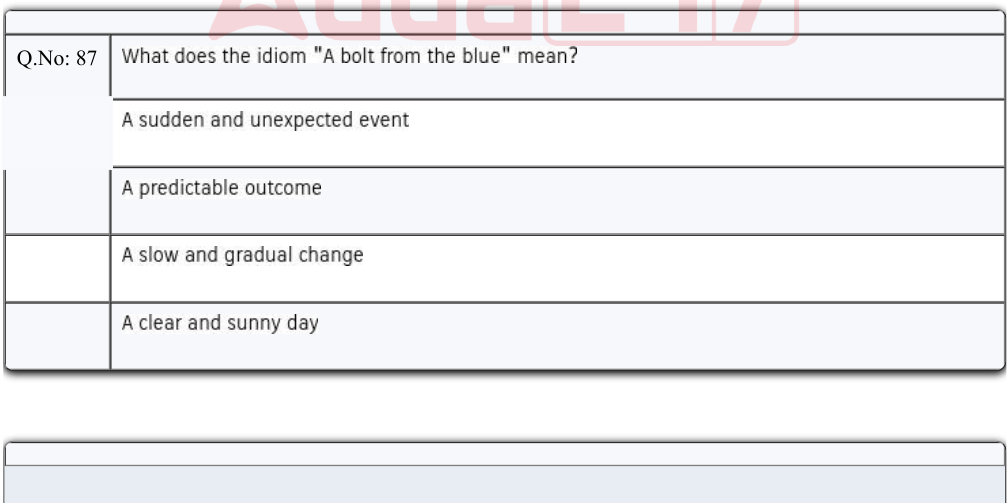 Q.No: 87 What does the idiom "A bolt from the blue" mean?
A sudden and unexpected event
A predictable outcome
A slow and gradual change
A clear and sunny day